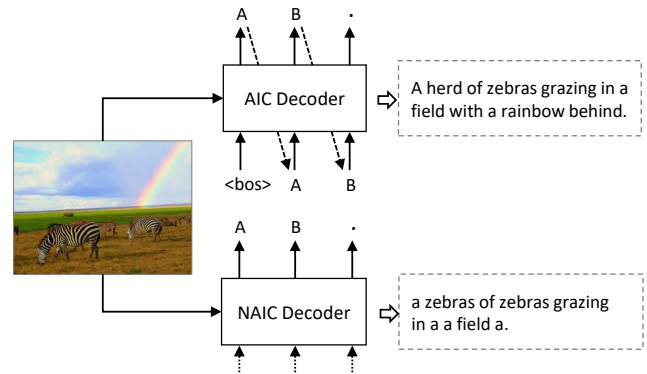 A B .
AIC Decoder
A herd of zebras grazing in a
field with a rainbow behind.
<bos> A B
A B .
NAIC Decoder
a zebras of zebras grazing
in a a field a.